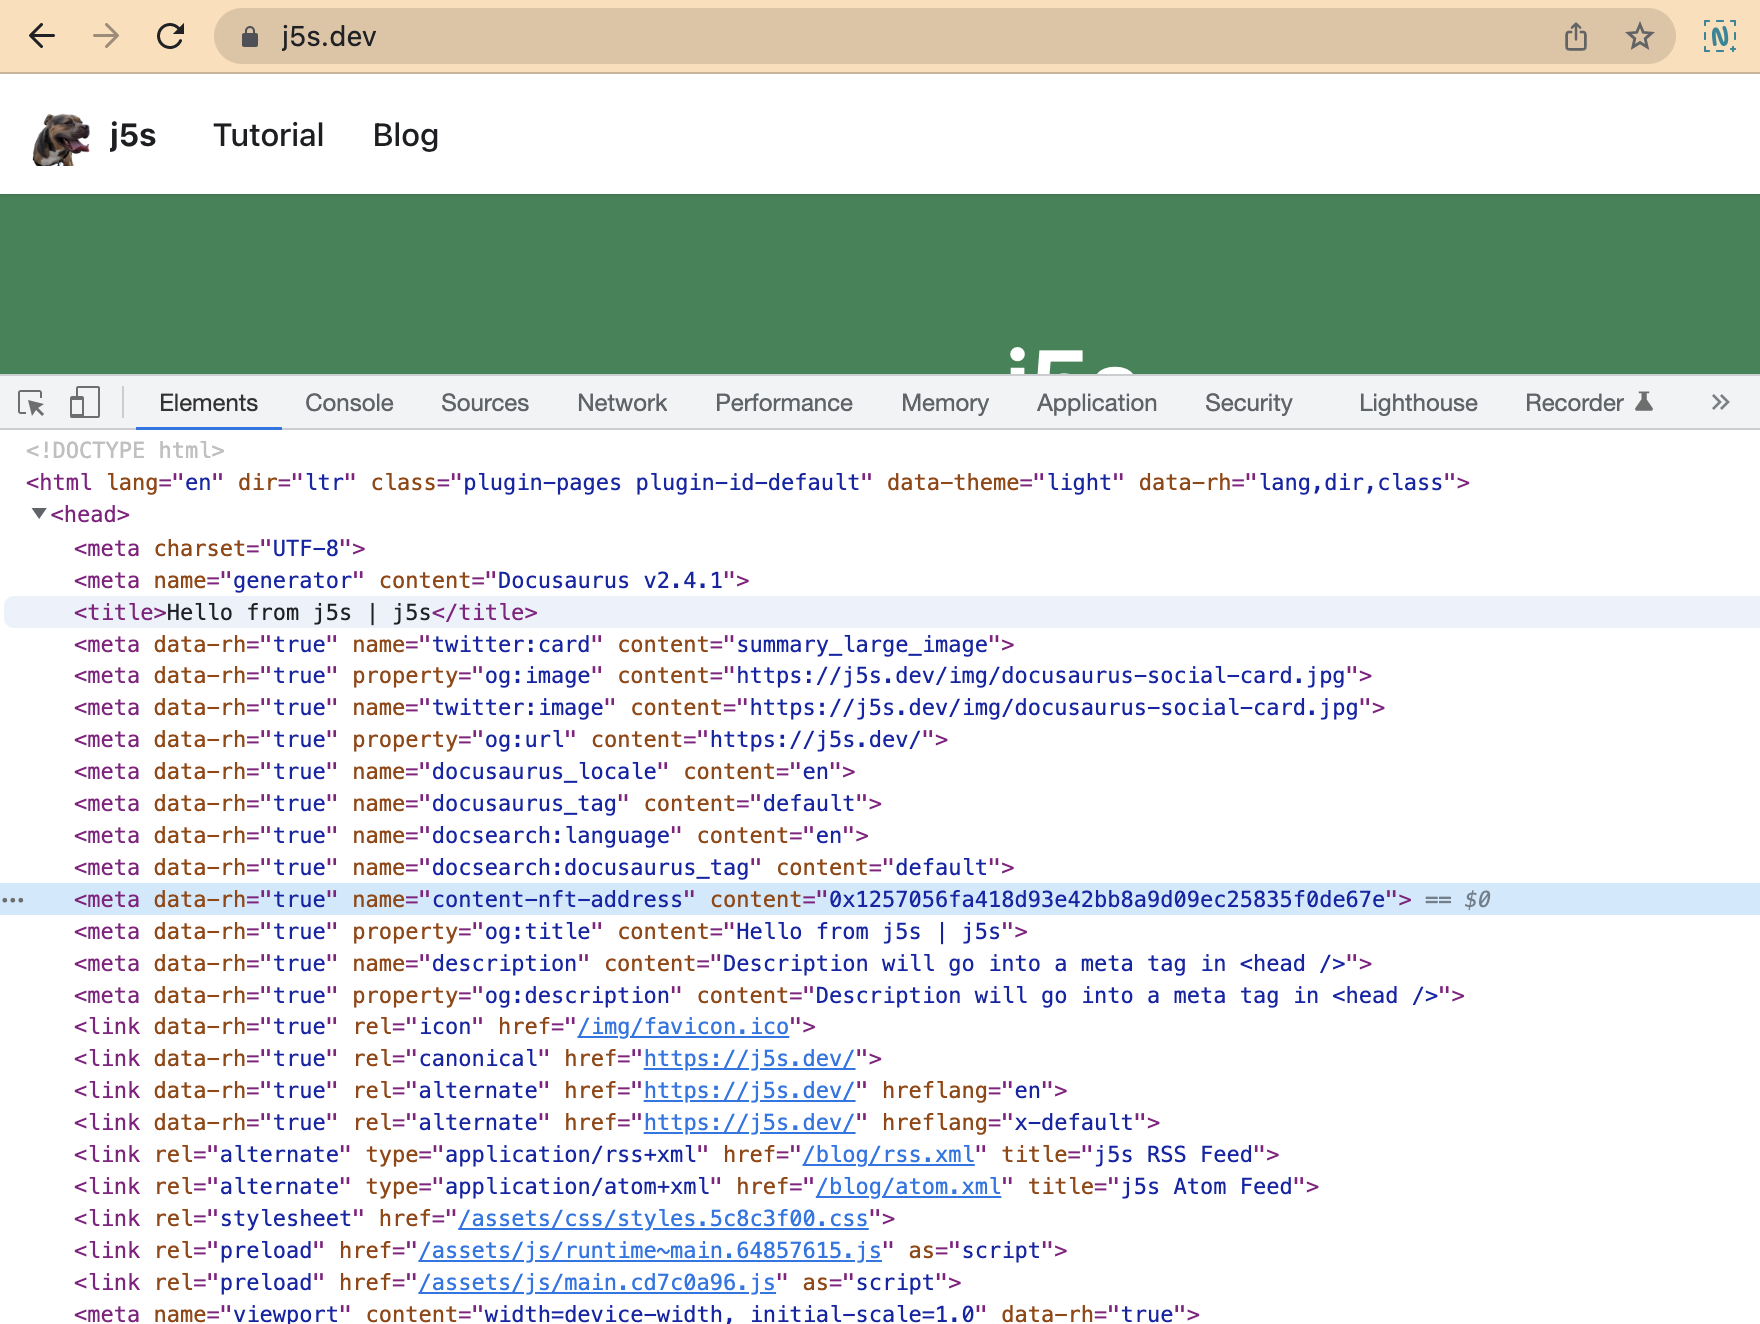 j5s.dev
j5s Tutorial Blog
j5s
Elements Console Sources Network Performance Memory Application Security Lighthouse Recorder
<!DOCTYPE html>
<html lang="en" dir="ltr" class="plugin-pages plugin-id-default" data-theme="light" data-rh="lang,dir,class">
<head>
<meta charset="UTF-8">
<meta name="generator" content="Docusaurus v2.4.1">
<title>Hello from j5s | j5s</title>
<meta data-rh="true" name="twitter:card" content="summary_large_image">
<meta data-rh="true" property="og:image" content="https://j5s.dev/img/docusaurus-social-card.jpg">
<meta data-rh="true" name="twitter:image" content="https://j5s.dev/img/docusaurus-social-card.jpg">
<meta data-rh="true" property="og:url" content="https://j5s.dev/">
<meta data-rh="true" name="docusaurus_locale" content="en">
<meta data-rh="true" name="docusaurus_tag" content="default">
<meta data-rh="true" name="docsearch:language" content="en">
<meta data-rh="true" name="docsearch:docusaurus_tag" content="default">
<meta data-rh="true" name="content-nft-address" content="0x1257056fa418d93e42bb8a9d09ec25835f0de67e"> == $0
<meta data-rh="true" property="og:title" content="Hello from j5s | j5s">
<meta data-rh="true" name="description" content="Description will go into a meta tag in <head />">
<meta data-rh="true" property="og:description" content="Description will go into a meta tag in <head />">
<link data-rh="true" rel="icon" href="/img/favicon.ico">
<link data-rh="true" rel="canonical" href="https://j5s.dev/">
<link data-rh="true" rel="alternate" href="https://j5s.dev/" hreflang="en">
<link data-rh="true" rel="alternate" href="https://j5s.dev/" hreflang="x-default">
<link rel="alternate" type="application/rss+xml" href="/blog/rss.xml" title="j5s RSS Feed">
<link rel="alternate" type="application/atom+xml" href="/blog/atom.xml" title="j5s Atom Feed">
<link rel="stylesheet" href="/assets/css/styles.5c8c3f00.css">
<link rel="preload" href="/assets/js/runtime~main.64857615.js" as="script">
<link rel="preload" href="/assets/js/main.cd7c0a96.js" as="script">
<meta name="viewport" content="width=device-width, initial-scale=1.0" data-rh="true">